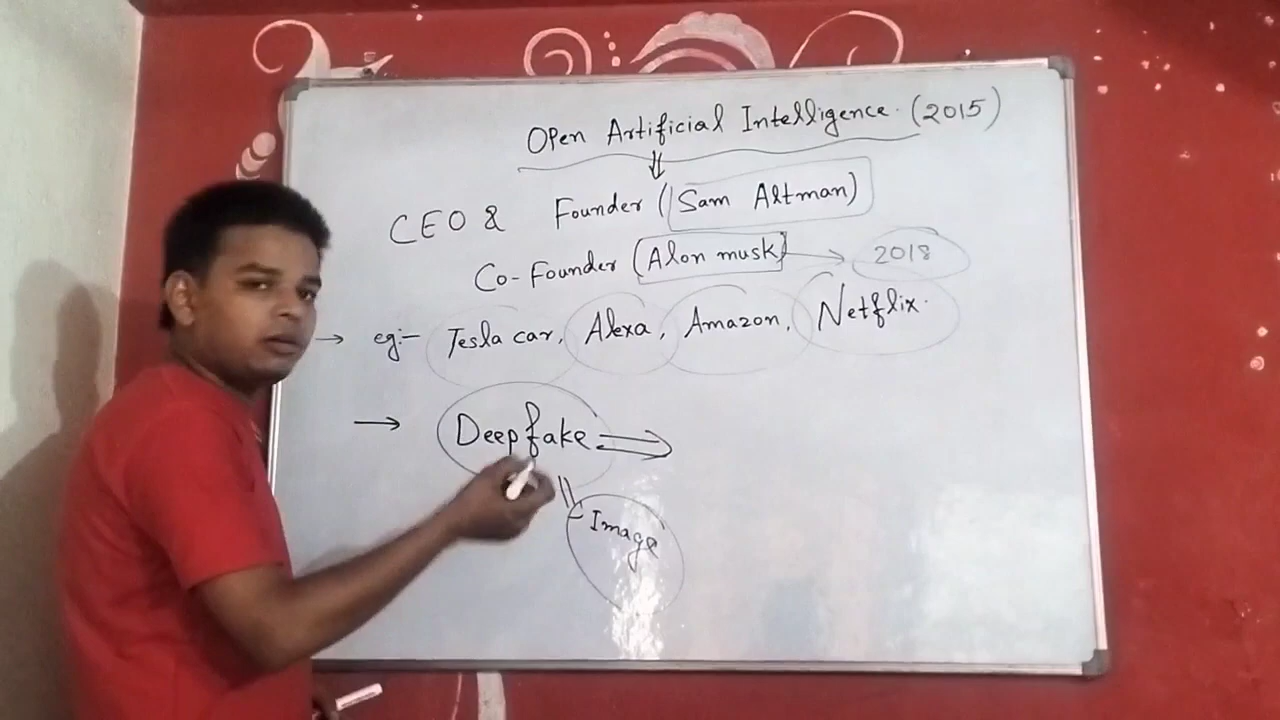 Open Artificial Intelligence. (2015)
CEO & Founder (Sam Altman)
Co-Founder (Alon musk) 2018
→ eg:- Tesla car, Alexa, Amazon, Netflix.
→ Deepfake
Image